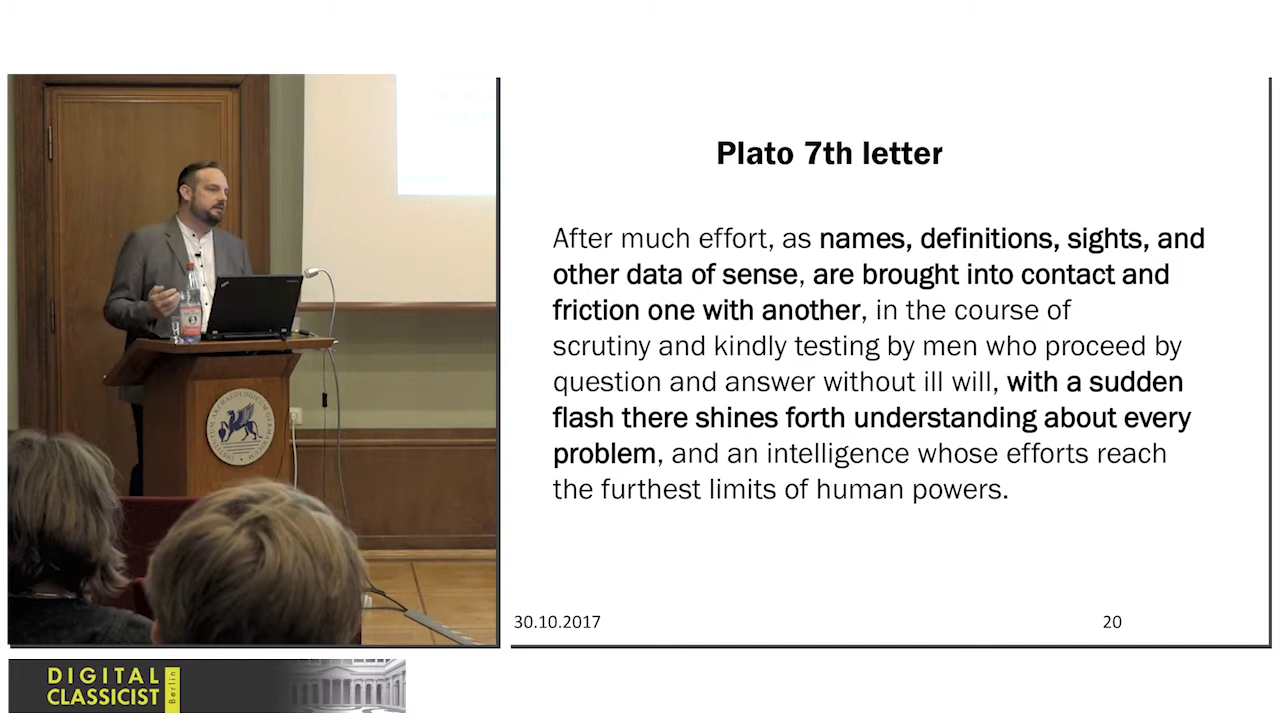 Plato 7th letter
After much effort, as names, definitions, sights, and
other data of sense, are brought into contact and
friction one with another, in the course of
scrutiny and kindly testing by men who proceed by
question and answer without ill will, with a sudden
flash there shines forth understanding about every
problem, and an intelligence whose efforts reach
the furthest limits of human powers.
30.10.2017
20
DIGITAL
CLASSICIST
Berlin